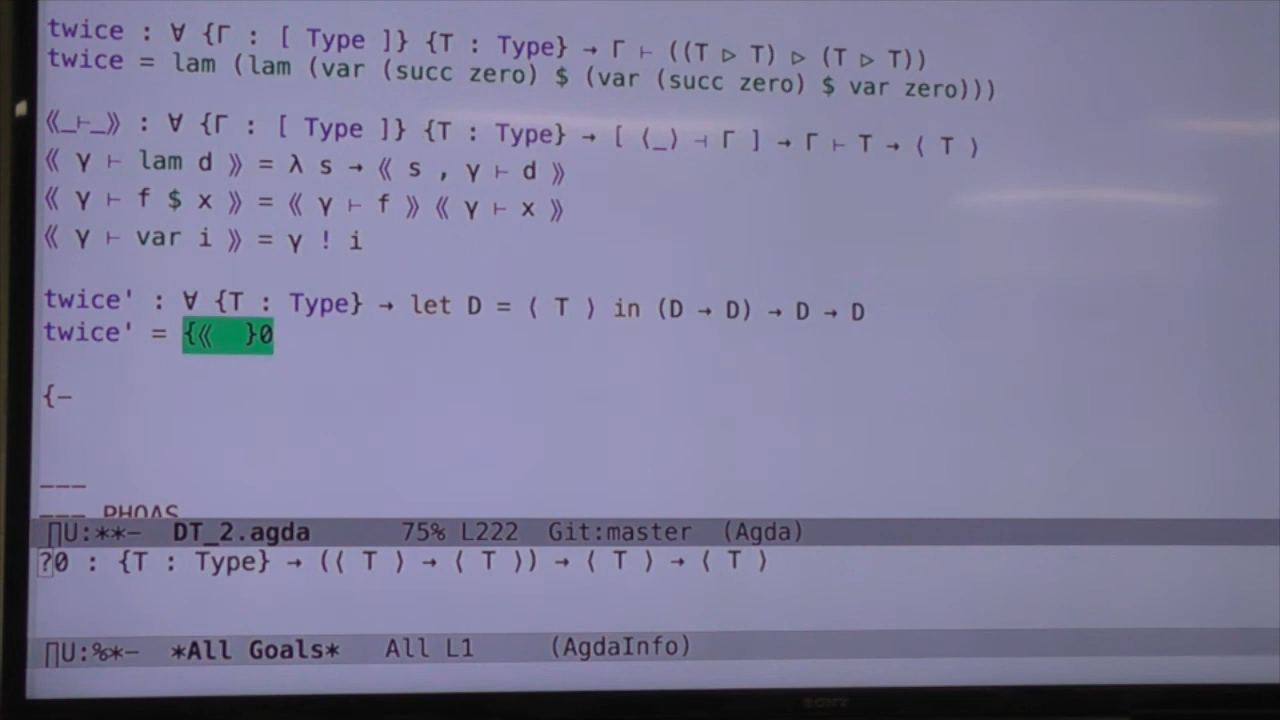 twice : ∀ {Γ : [ Type ]} {T : Type} → Γ ⊢ ((T ▷ T) ▷ (T ▷ T))
twice = lam (lam (var (succ zero) $ (var (succ zero) $ var zero)))
⟪_⊢_⟫ : ∀ {Γ : [ Type ]} {T : Type} → [ ⟨_⟩ ⊣ Γ ] → Γ ⊢ T → ⟨ T ⟩
⟪ γ ⊢ lam d ⟫ = λ s → ⟪ s , γ ⊢ d ⟫
⟪ γ ⊢ f $ x ⟫ = ⟪ γ ⊢ f ⟫ ⟪ γ ⊢ x ⟫
⟪ γ ⊢ var i ⟫ = γ ! i
twice' : ∀ {T : Type} → let D = ⟨ T ⟩ in (D → D) → D → D
twice' = {⟪  }0
{-
---
--- PHOAS
∏U:**-  DT_2.agda  75% L222  Git:master  (Agda)
?0 : {T : Type} → (⟨ T ⟩ → ⟨ T ⟩) → ⟨ T ⟩ → ⟨ T ⟩
∏U:%*-  *All Goals*  All L1  (AgdaInfo)
SONY